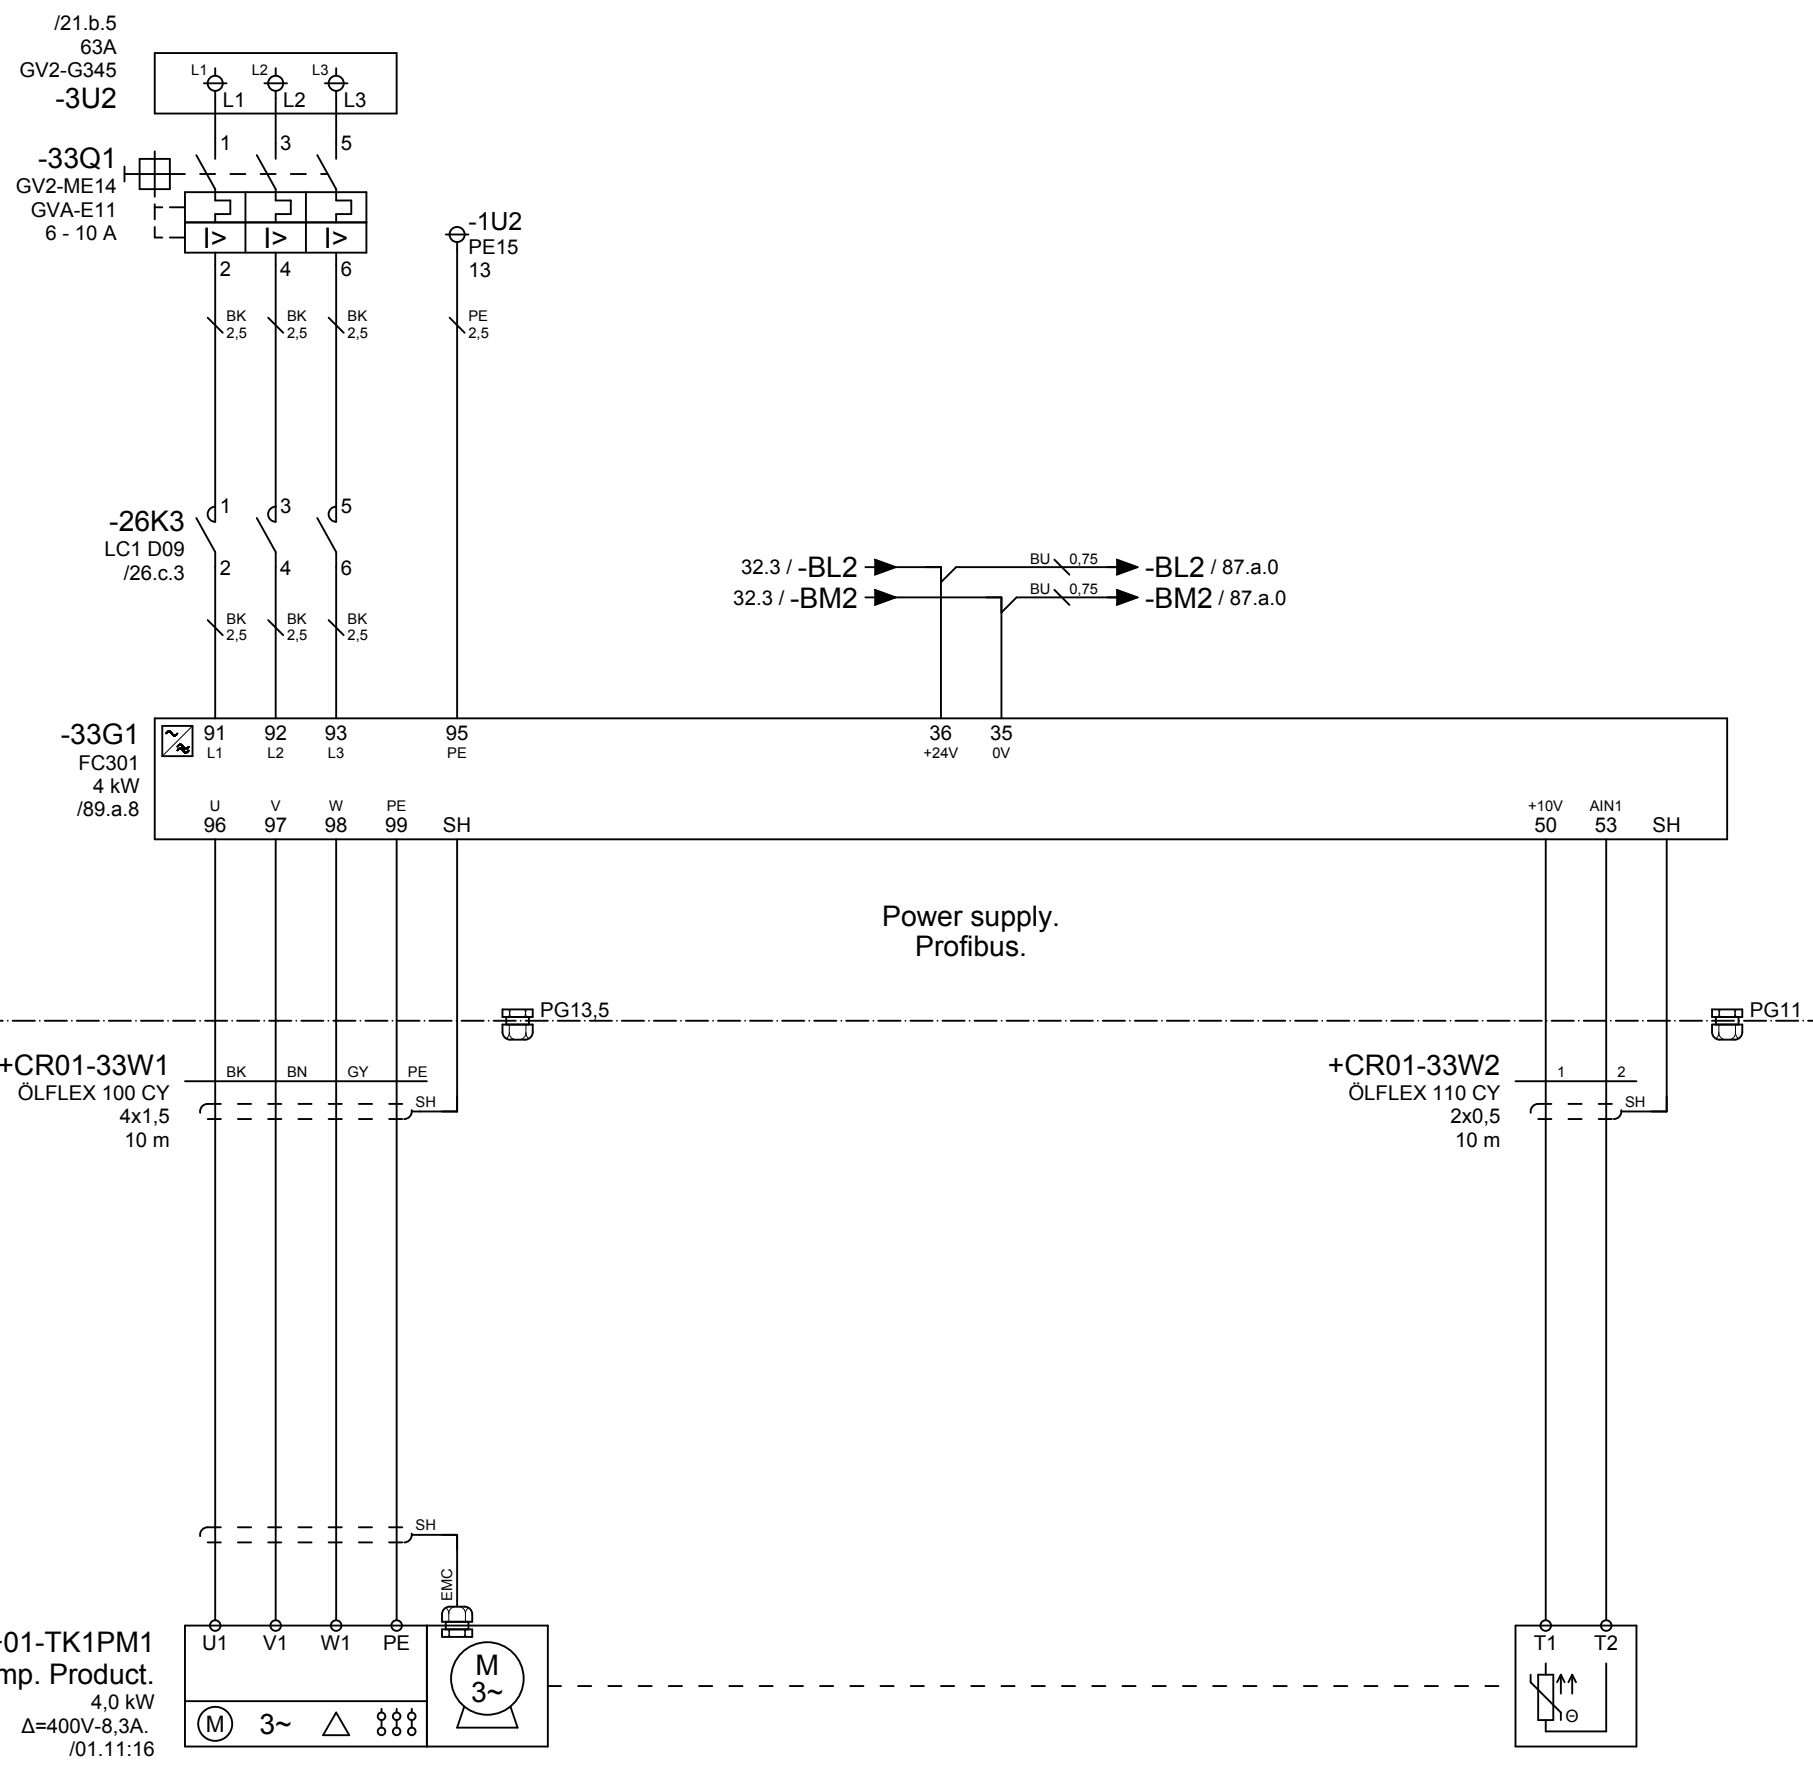 /21.b.5
63A
GV2-G345
-3U2
L1 L2 L3
L1 L2 L3
1 3 5
-33Q1
GV2-ME14
GVA-E11
6 - 10 A
I> I> I>
2 4 6
-1U2
PE15
13
BK BK BK PE
2,5 2,5 2,5 2,5
1 3 5
-26K3
LC1 D09
/26.c.3
2 4 6
BK BK BK
2,5 2,5 2,5
32.3 / -BL2 BU 0,75 -BL2 / 87.a.0
32.3 / -BM2 BU 0,75 -BM2 / 87.a.0
-33G1
FC301
4 kW
/89.a.8
91 92 93 95 36 35
L1 L2 L3 PE +24V 0V
U V W PE +10V AIN1
96 97 98 99 SH 50 53 SH
Power supply.
Profibus.
PG13,5 PG11
+CR01-33W1
ÖLFLEX 100 CY
4x1,5
10 m
BK BN GY PE
SH
+CR01-33W2
ÖLFLEX 110 CY
2x0,5
10 m
1 2
SH
SH
EMC
01-TK1PM1
mp. Product.
4,0 kW
Δ=400V-8,3A.
/01.11:16
U1 V1 W1 PE
M
3~
M 3~
T1 T2
Θ